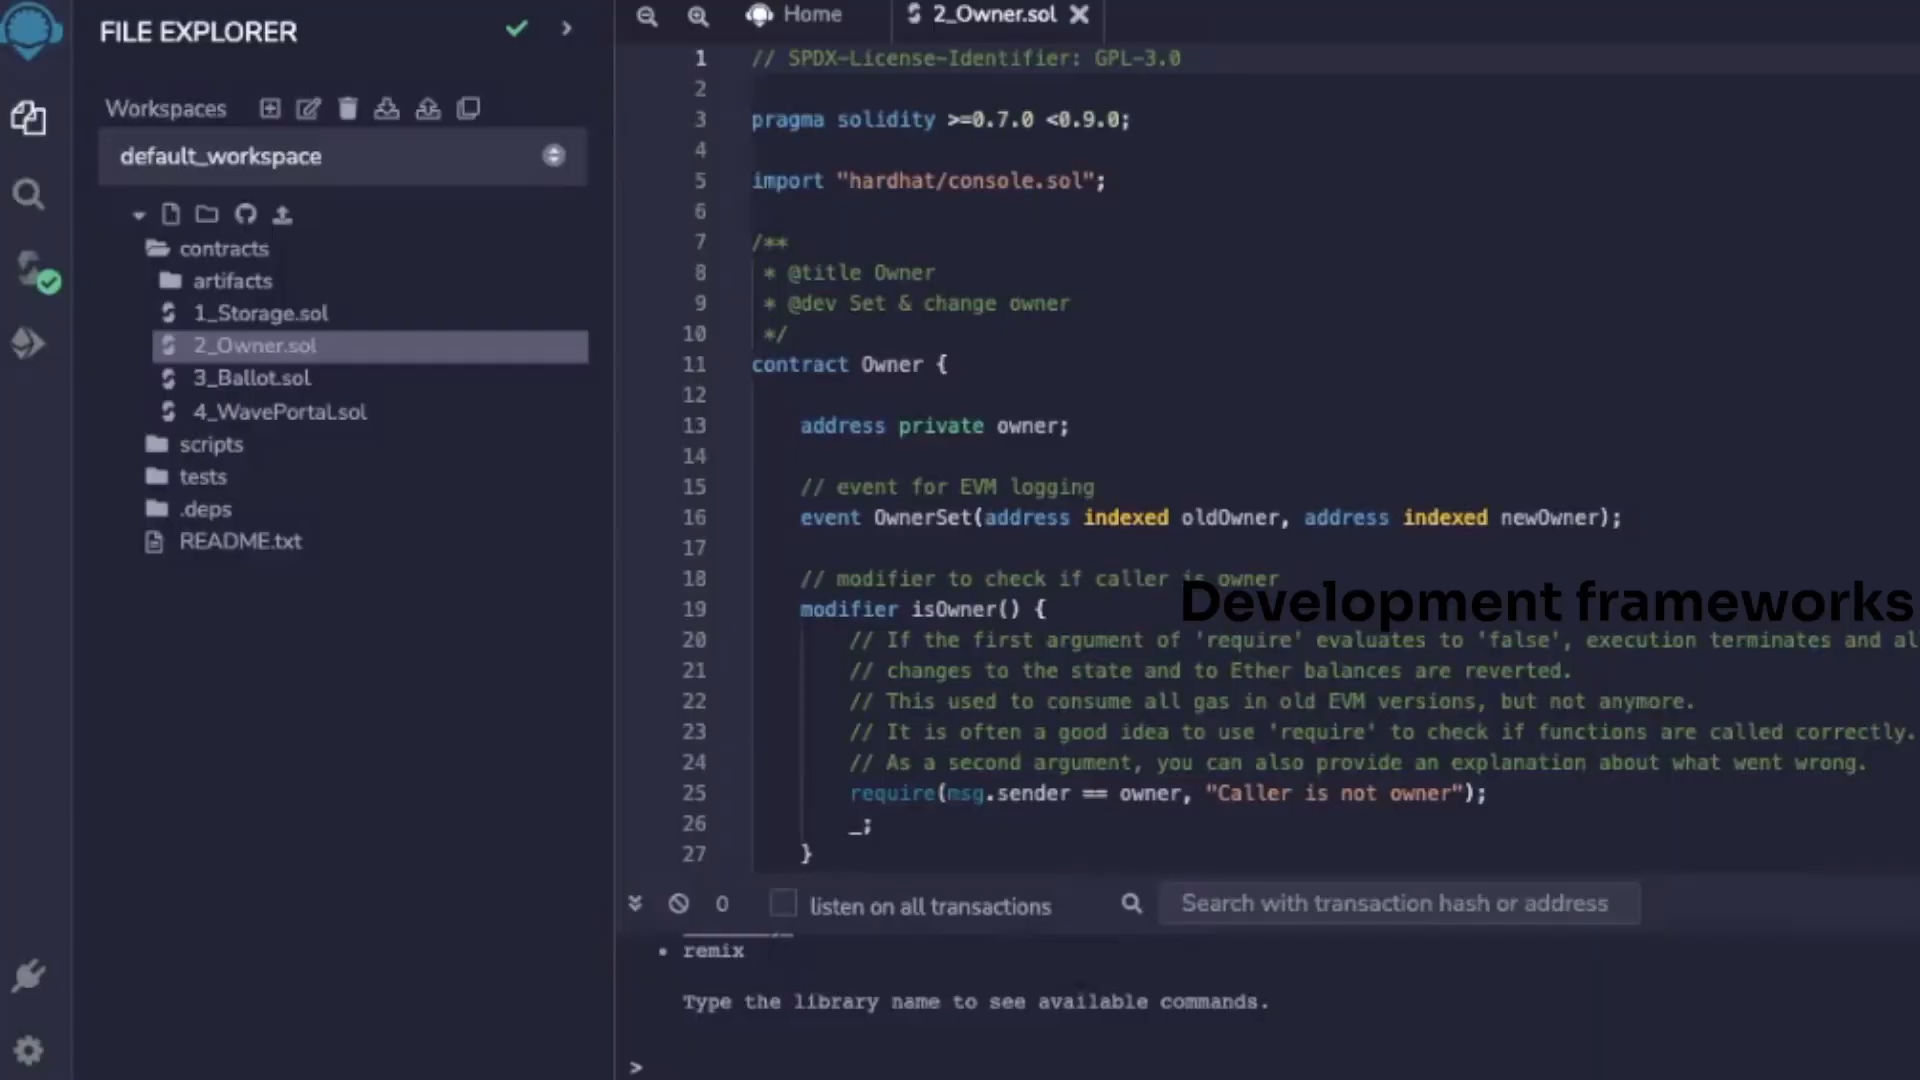 FILE EXPLORER
Workspaces
default_workspace
contracts
artifacts
1_Storage.sol
2_Owner.sol
3_Ballot.sol
4_WavePortal.sol
scripts
tests
.deps
README.txt
Home
2_Owner.sol
1 // SPDX-License-Identifier: GPL-3.0
2
3 pragma solidity >=0.7.0 <0.9.0;
4
5 import "hardhat/console.sol";
6
7 /**
8 * @title Owner
9 * @dev Set & change owner
10 */
11 contract Owner {
12
13 address private owner;
14
15 // event for EVM logging
16 event OwnerSet(address indexed oldOwner, address indexed newOwner);
17
18 // modifier to check if caller is owner
19 modifier isOwner() {
Development frameworks
20 // If the first argument of 'require' evaluates to 'false', execution terminates and al
21 // changes to the state and to Ether balances are reverted.
22 // This used to consume all gas in old EVM versions, but not anymore.
23 // It is often a good idea to use 'require' to check if functions are called correctly.
24 // As a second argument, you can also provide an explanation about what went wrong.
25 require(msg.sender == owner, "Caller is not owner");
26 _;
27 }
0 listen on all transactions
Search with transaction hash or address
• remix
Type the library name to see available commands.
>